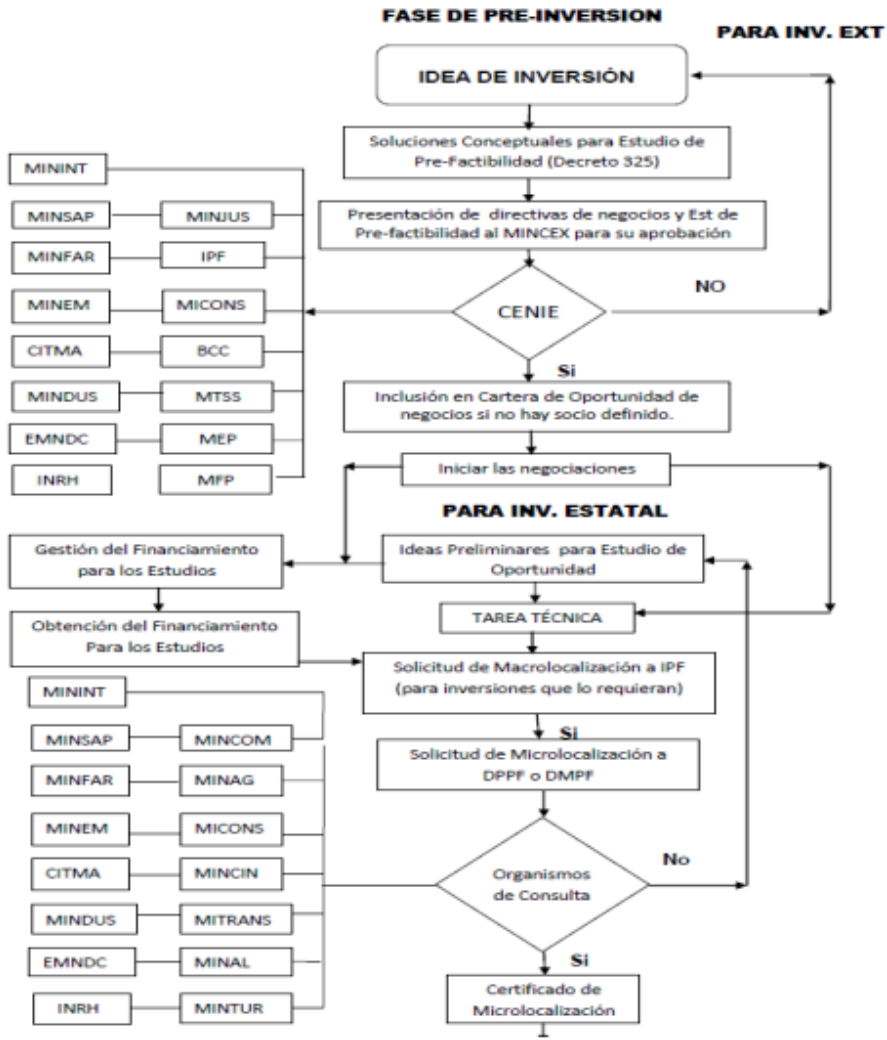 FASE DE PRE-INVERSION
PARA INV. EXT
IDEA DE INVERSIÓN
Soluciones Conceptuales para Estudio de
Pre-Factibilidad (Decreto 325)
Presentación de directivas de negocios y Est de
Pre-factibilidad al MINCEX para su aprobación
CENIE
NO
Si
MININT
MINSAP
MINJUS
MINFAR
IPF
MINEM
MICONS
CITMA
BCC
MINDUS
MTSS
EMNDC
MEP
INRH
MFP
Inclusión en Cartera de Oportunidad de
negocios si no hay socio definido.
Iniciar las negociaciones
PARA INV. ESTATAL
Gestión del Financiamiento
para los Estudios
Ideas Preliminares para Estudio de
Oportunidad
Obtención del Financiamiento
Para los Estudios
TAREA TÉCNICA
Solicitud de Macrolocalización a IPF
(para inversiones que lo requieran)
Si
Solicitud de Microlocalización a
DPPF o DMPF
MININT
MINSAP
MINCOM
MINFAR
MINAG
MINEM
MICONS
CITMA
MINCIN
MINDUS
MITRANS
EMNDC
MINAL
INRH
MINTUR
Organismos
de Consulta
No
Si
Certificado de
Microlocalización